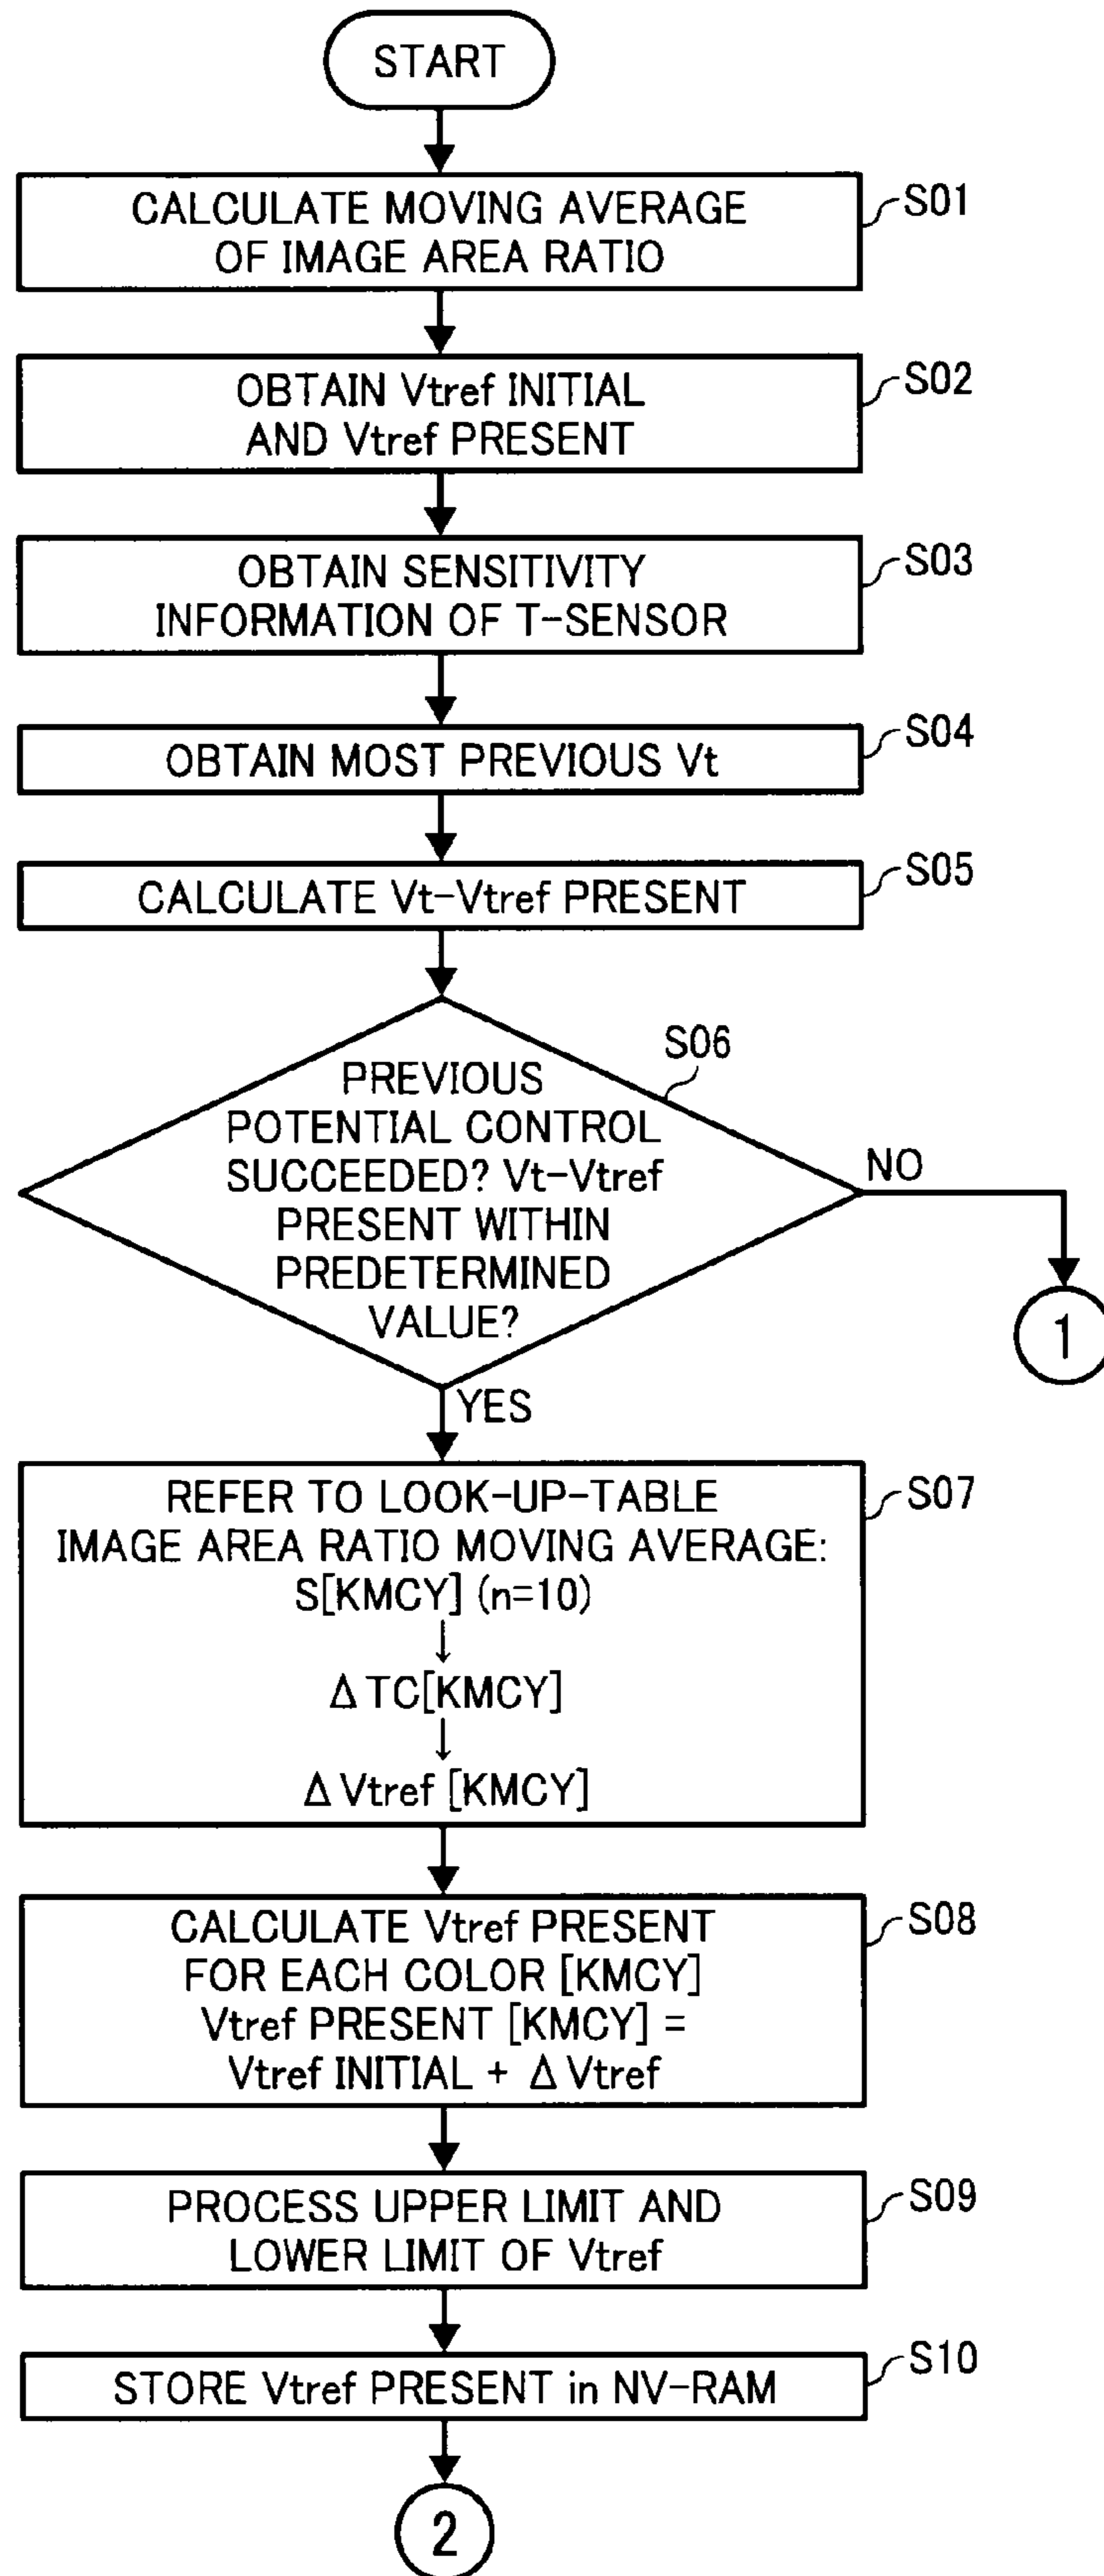 START
CALCULATE MOVING AVERAGE
OF IMAGE AREA RATIO
S01
OBTAIN Vtref INITIAL
AND Vtref PRESENT
S02
OBTAIN SENSITIVITY
INFORMATION OF T-SENSOR
S03
OBTAIN MOST PREVIOUS Vt
S04
CALCULATE Vt-Vtref PRESENT
S05
PREVIOUS
POTENTIAL CONTROL
SUCCEEDED? Vt-Vtref
PRESENT WITHIN
PREDETERMINED
VALUE?
S06
NO
1
YES
REFER TO LOOK-UP-TABLE
IMAGE AREA RATIO MOVING AVERAGE:
S[KMCY] (n=10)
↓
Δ TC[KMCY]
↓
Δ Vtref [KMCY]
S07
CALCULATE Vtref PRESENT
FOR EACH COLOR [KMCY]
Vtref PRESENT [KMCY] =
Vtref INITIAL + Δ Vtref
S08
PROCESS UPPER LIMIT AND
LOWER LIMIT OF Vtref
S09
STORE Vtref PRESENT in NV-RAM
S10
2